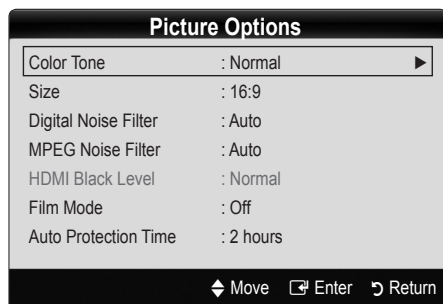 Picture Options
Color Tone : Normal ▶
Size : 16:9
Digital Noise Filter : Auto
MPEG Noise Filter : Auto
HDMI Black Level : Normal
Film Mode : Off
Auto Protection Time : 2 hours
Move Enter Return